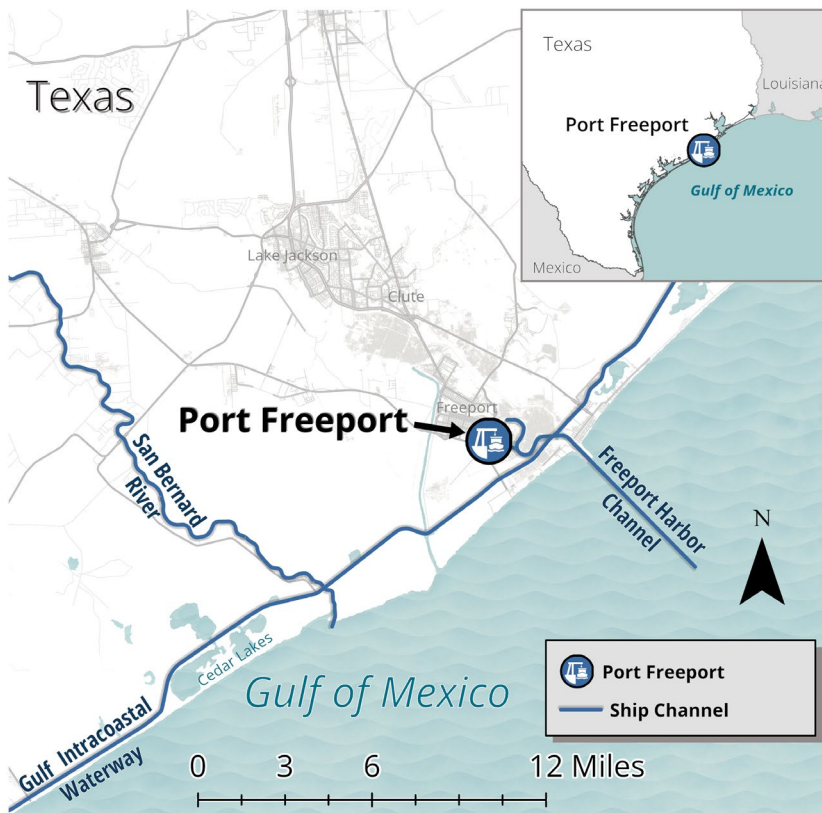 Texas
Texas
Louisiana
Port Freeport
Gulf of Mexico
Mexico
Lake Jackson
Clute
Freeport
Port Freeport
San Bernard
River
Freeport Harbor
Channel
N
Cedar Lakes
Gulf of Mexico
Port Freeport
Ship Channel
Gulf Intracoastal
Waterway
0 3 6 12 Miles